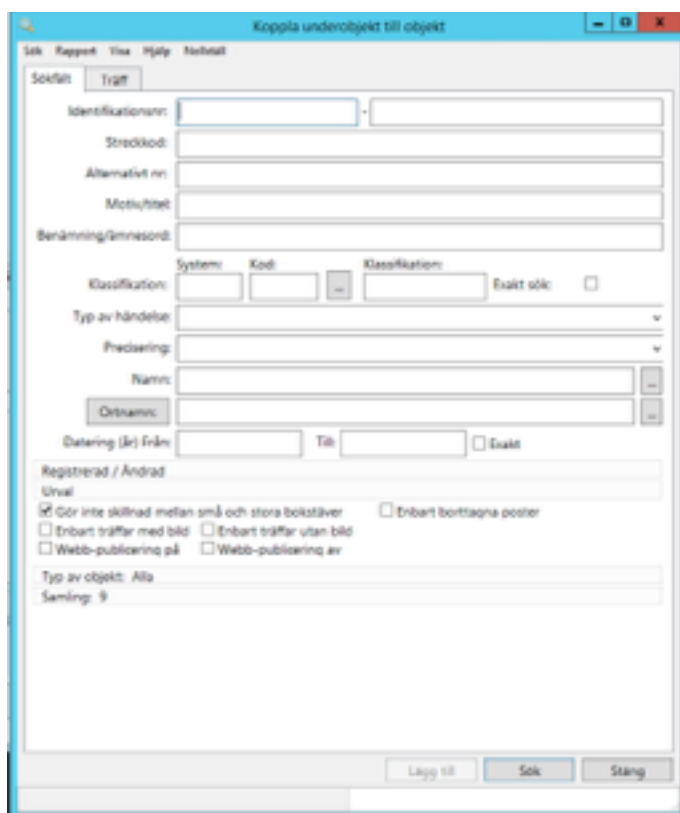 Koppla underobjekt till objekt
Sök Rapport Visa Hjälp Nollställ
Sökfält Träff
Identifikationsnr: -
Streckkod:
Alternativt nr:
Motiv/titel:
Benämning/ämnesord:
System: Kod: Klassifikation:
Klassifikation: ... Exakt sök:
Typ av händelse:
Precisering:
Namn: ...
Ortnamn: ...
Datering (år) Från: Till: Exakt
Registrerad / Ändrad
Urval
Gör inte skillnad mellan små och stora bokstäver Enbart borttagna poster
Enbart träffar med bild Enbart träffar utan bild
Webb-publicering på Webb-publicering av
Typ av objekt: Alla
Samling: 9
Lägg till Sök Stäng